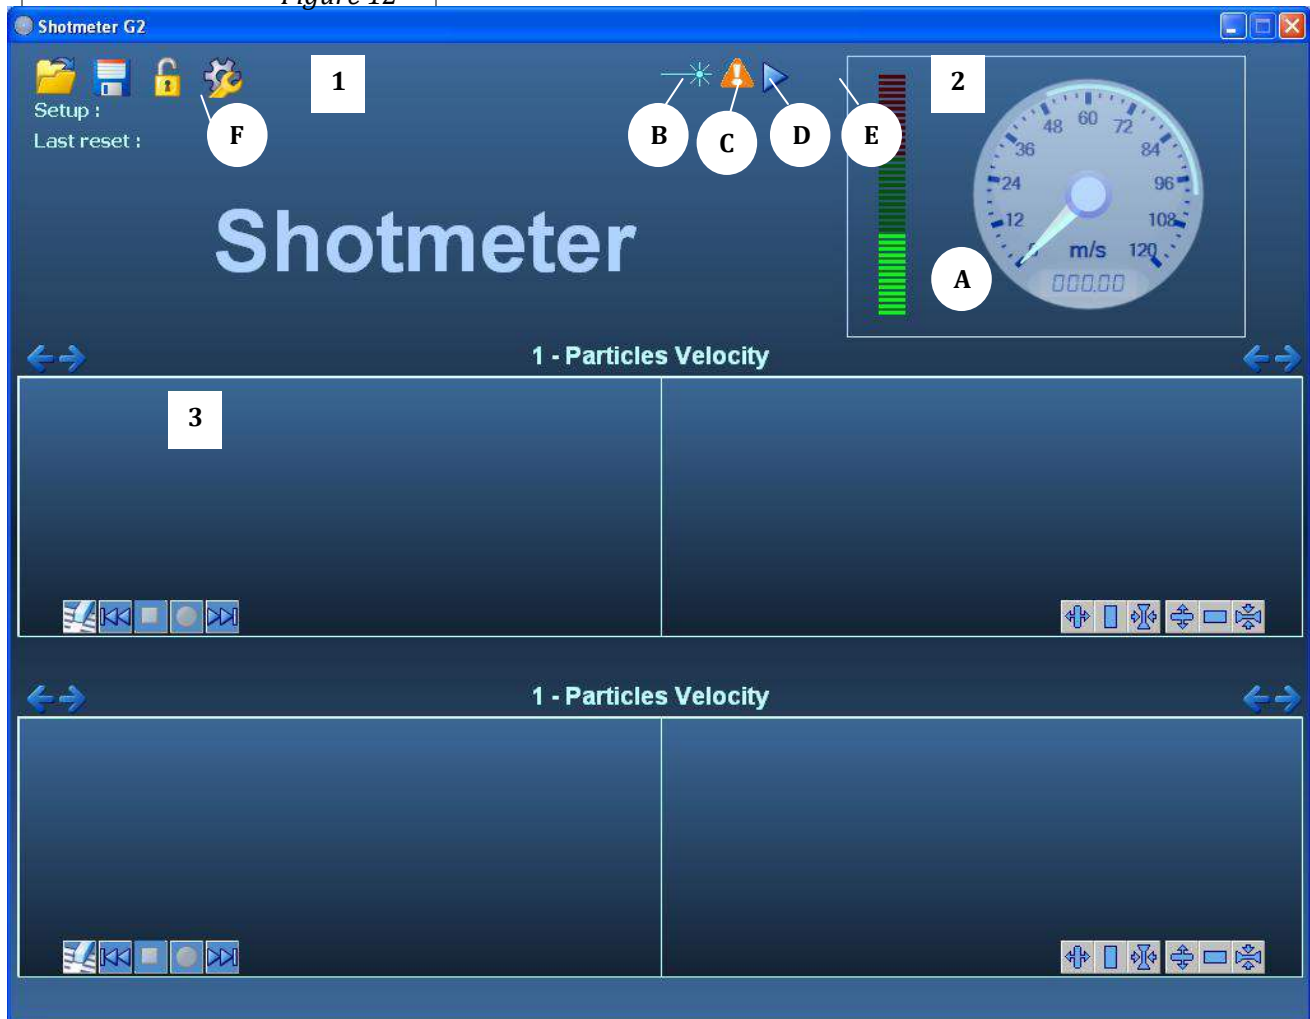 Figure 12
Shotmeter G2
1
2
Setup :
Last reset :
F
B
C
D
E
A
Shotmeter
0
12
24
36
48
60
72
84
96
108
120
m/s
000.00
1 - Particles Velocity
3
1 - Particles Velocity